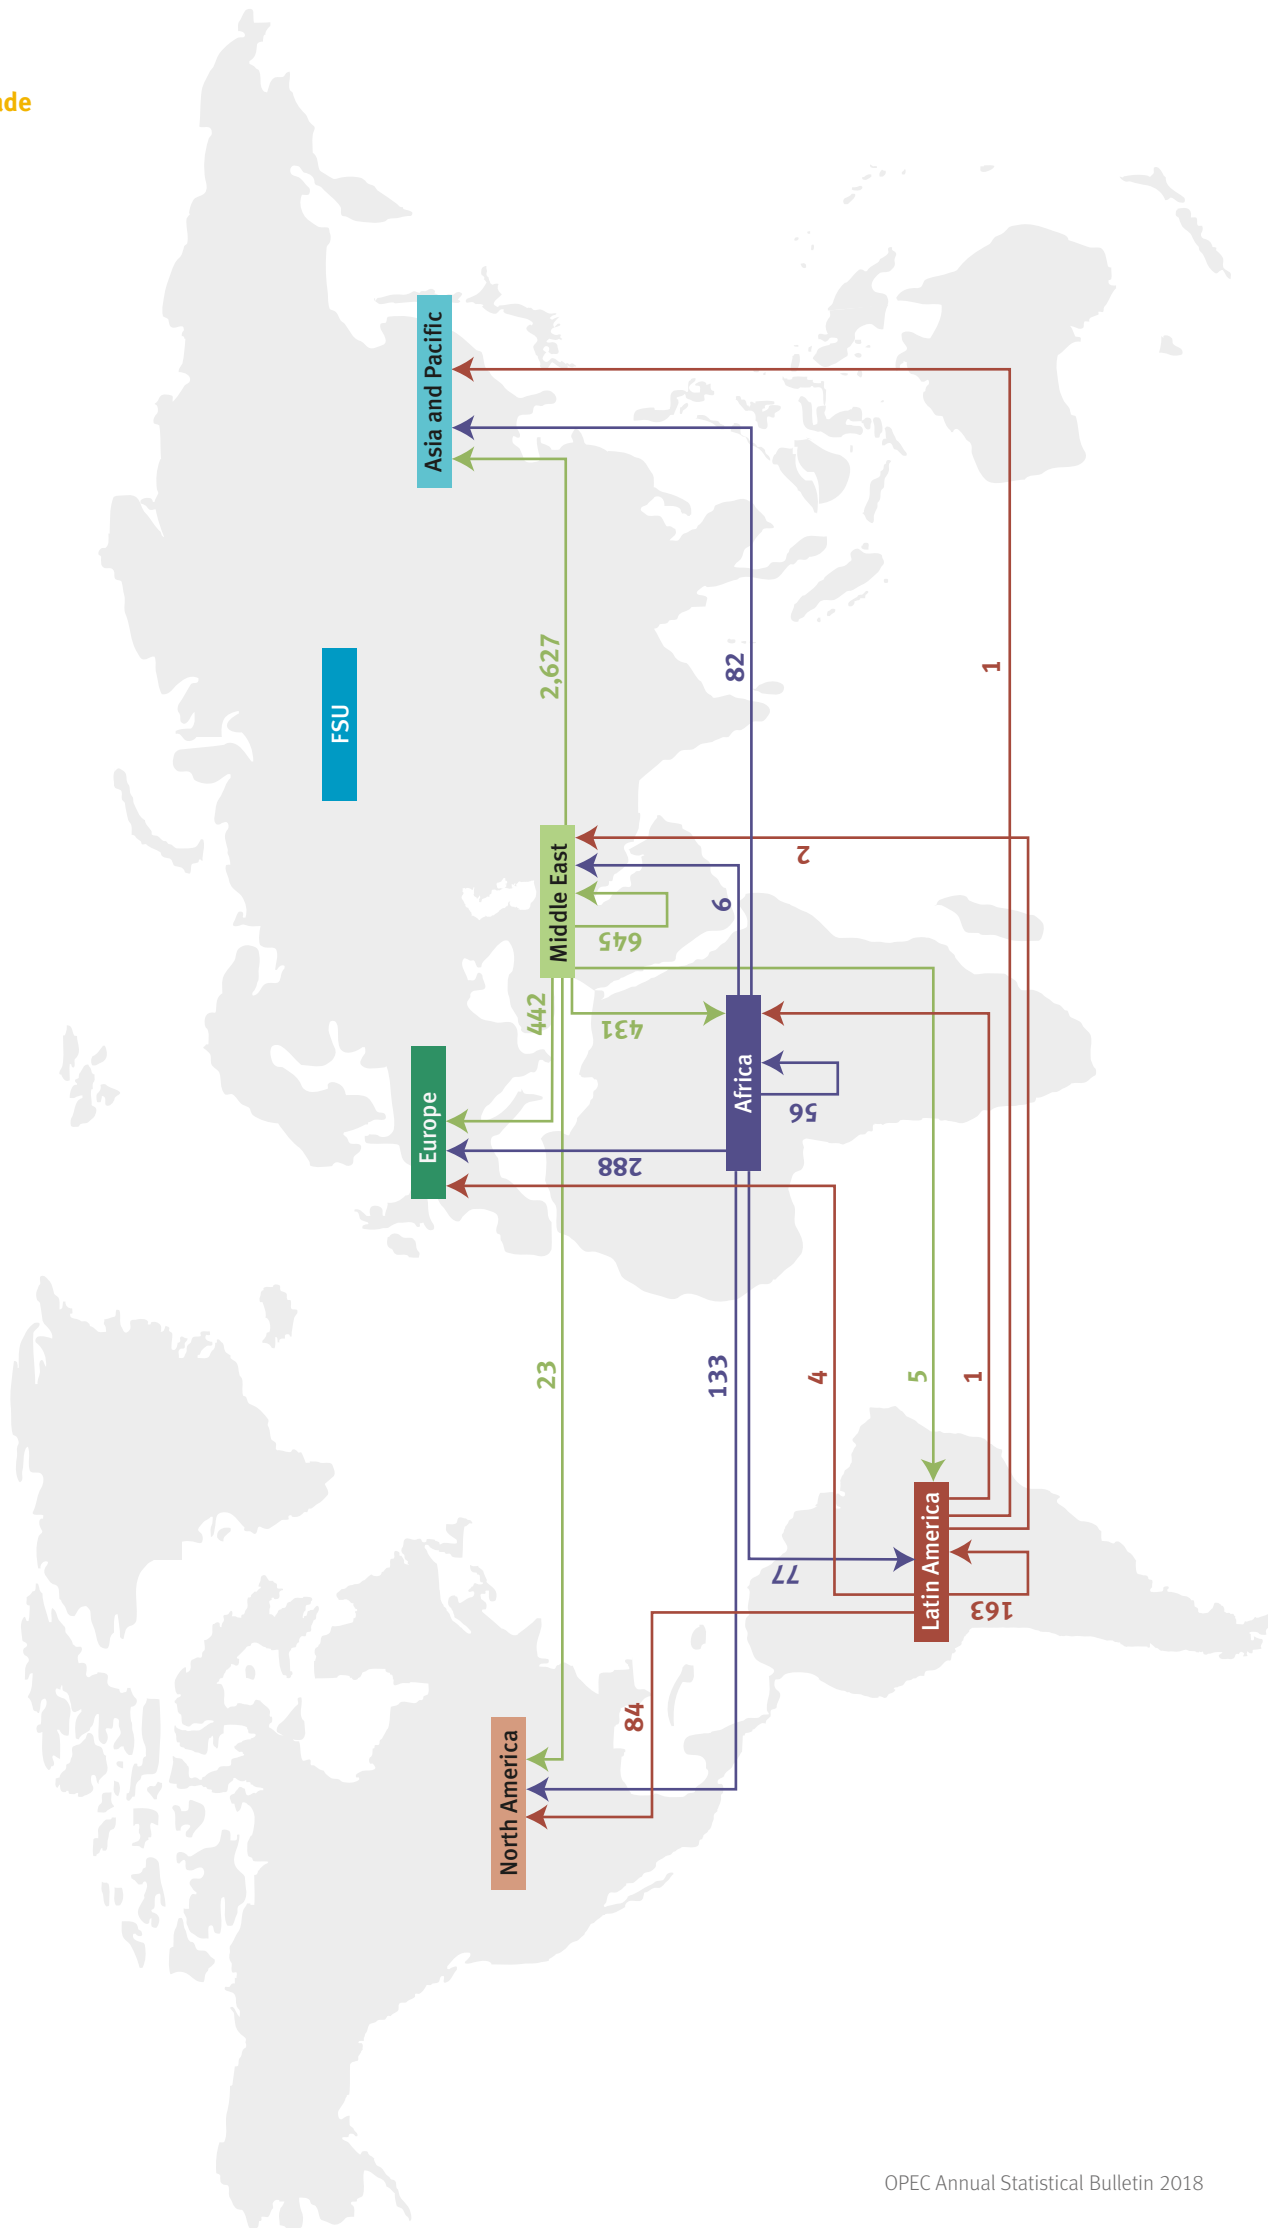 ade
Asia and Pacific
FSU
Middle East
Europe
Africa
Latin America
North America
2,627
82
1
2
6
645
442
431
56
288
23
133
4
5
1
77
163
84
OPEC Annual Statistical Bulletin 2018